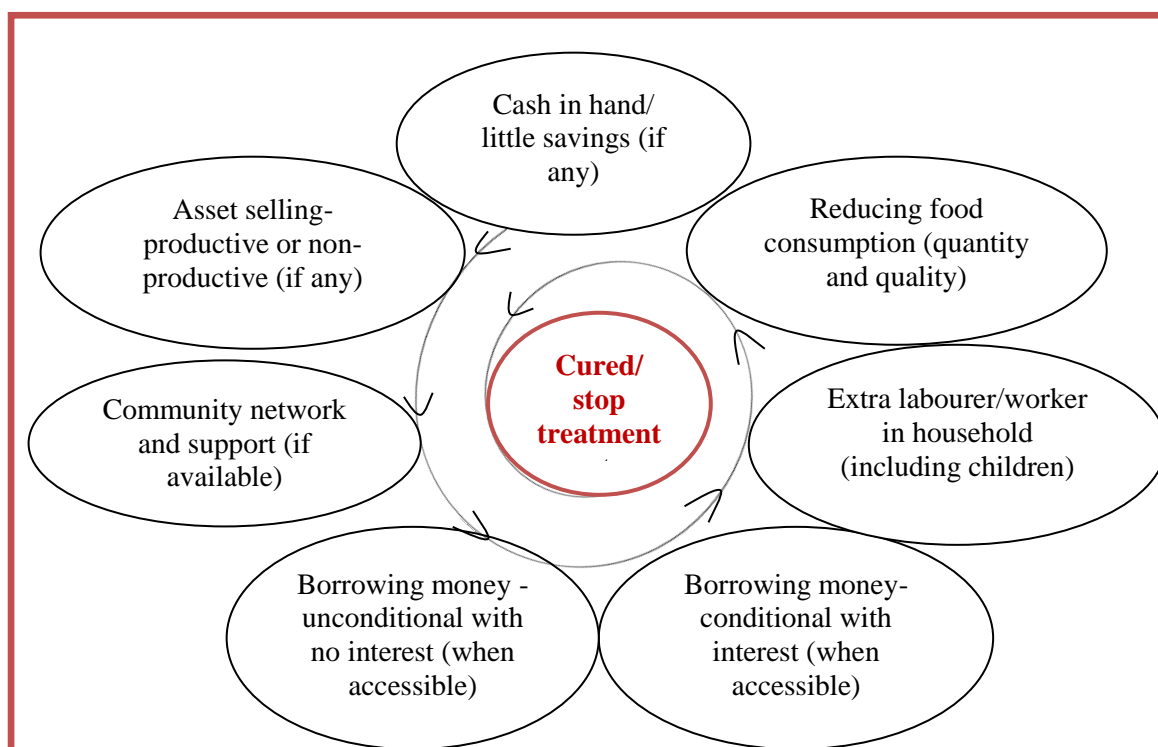 Cash in hand/
little savings (if
any)
Asset selling-
productive or non-
productive (if any)
Reducing food
consumption (quantity
and quality)
Cured/
stop
treatment
.
Community network
and support (if
available)
Extra labourer/worker
in household
(including children)
Borrowing money -
unconditional with
no interest (when
accessible)
Borrowing money-
conditional with
interest (when
accessible)